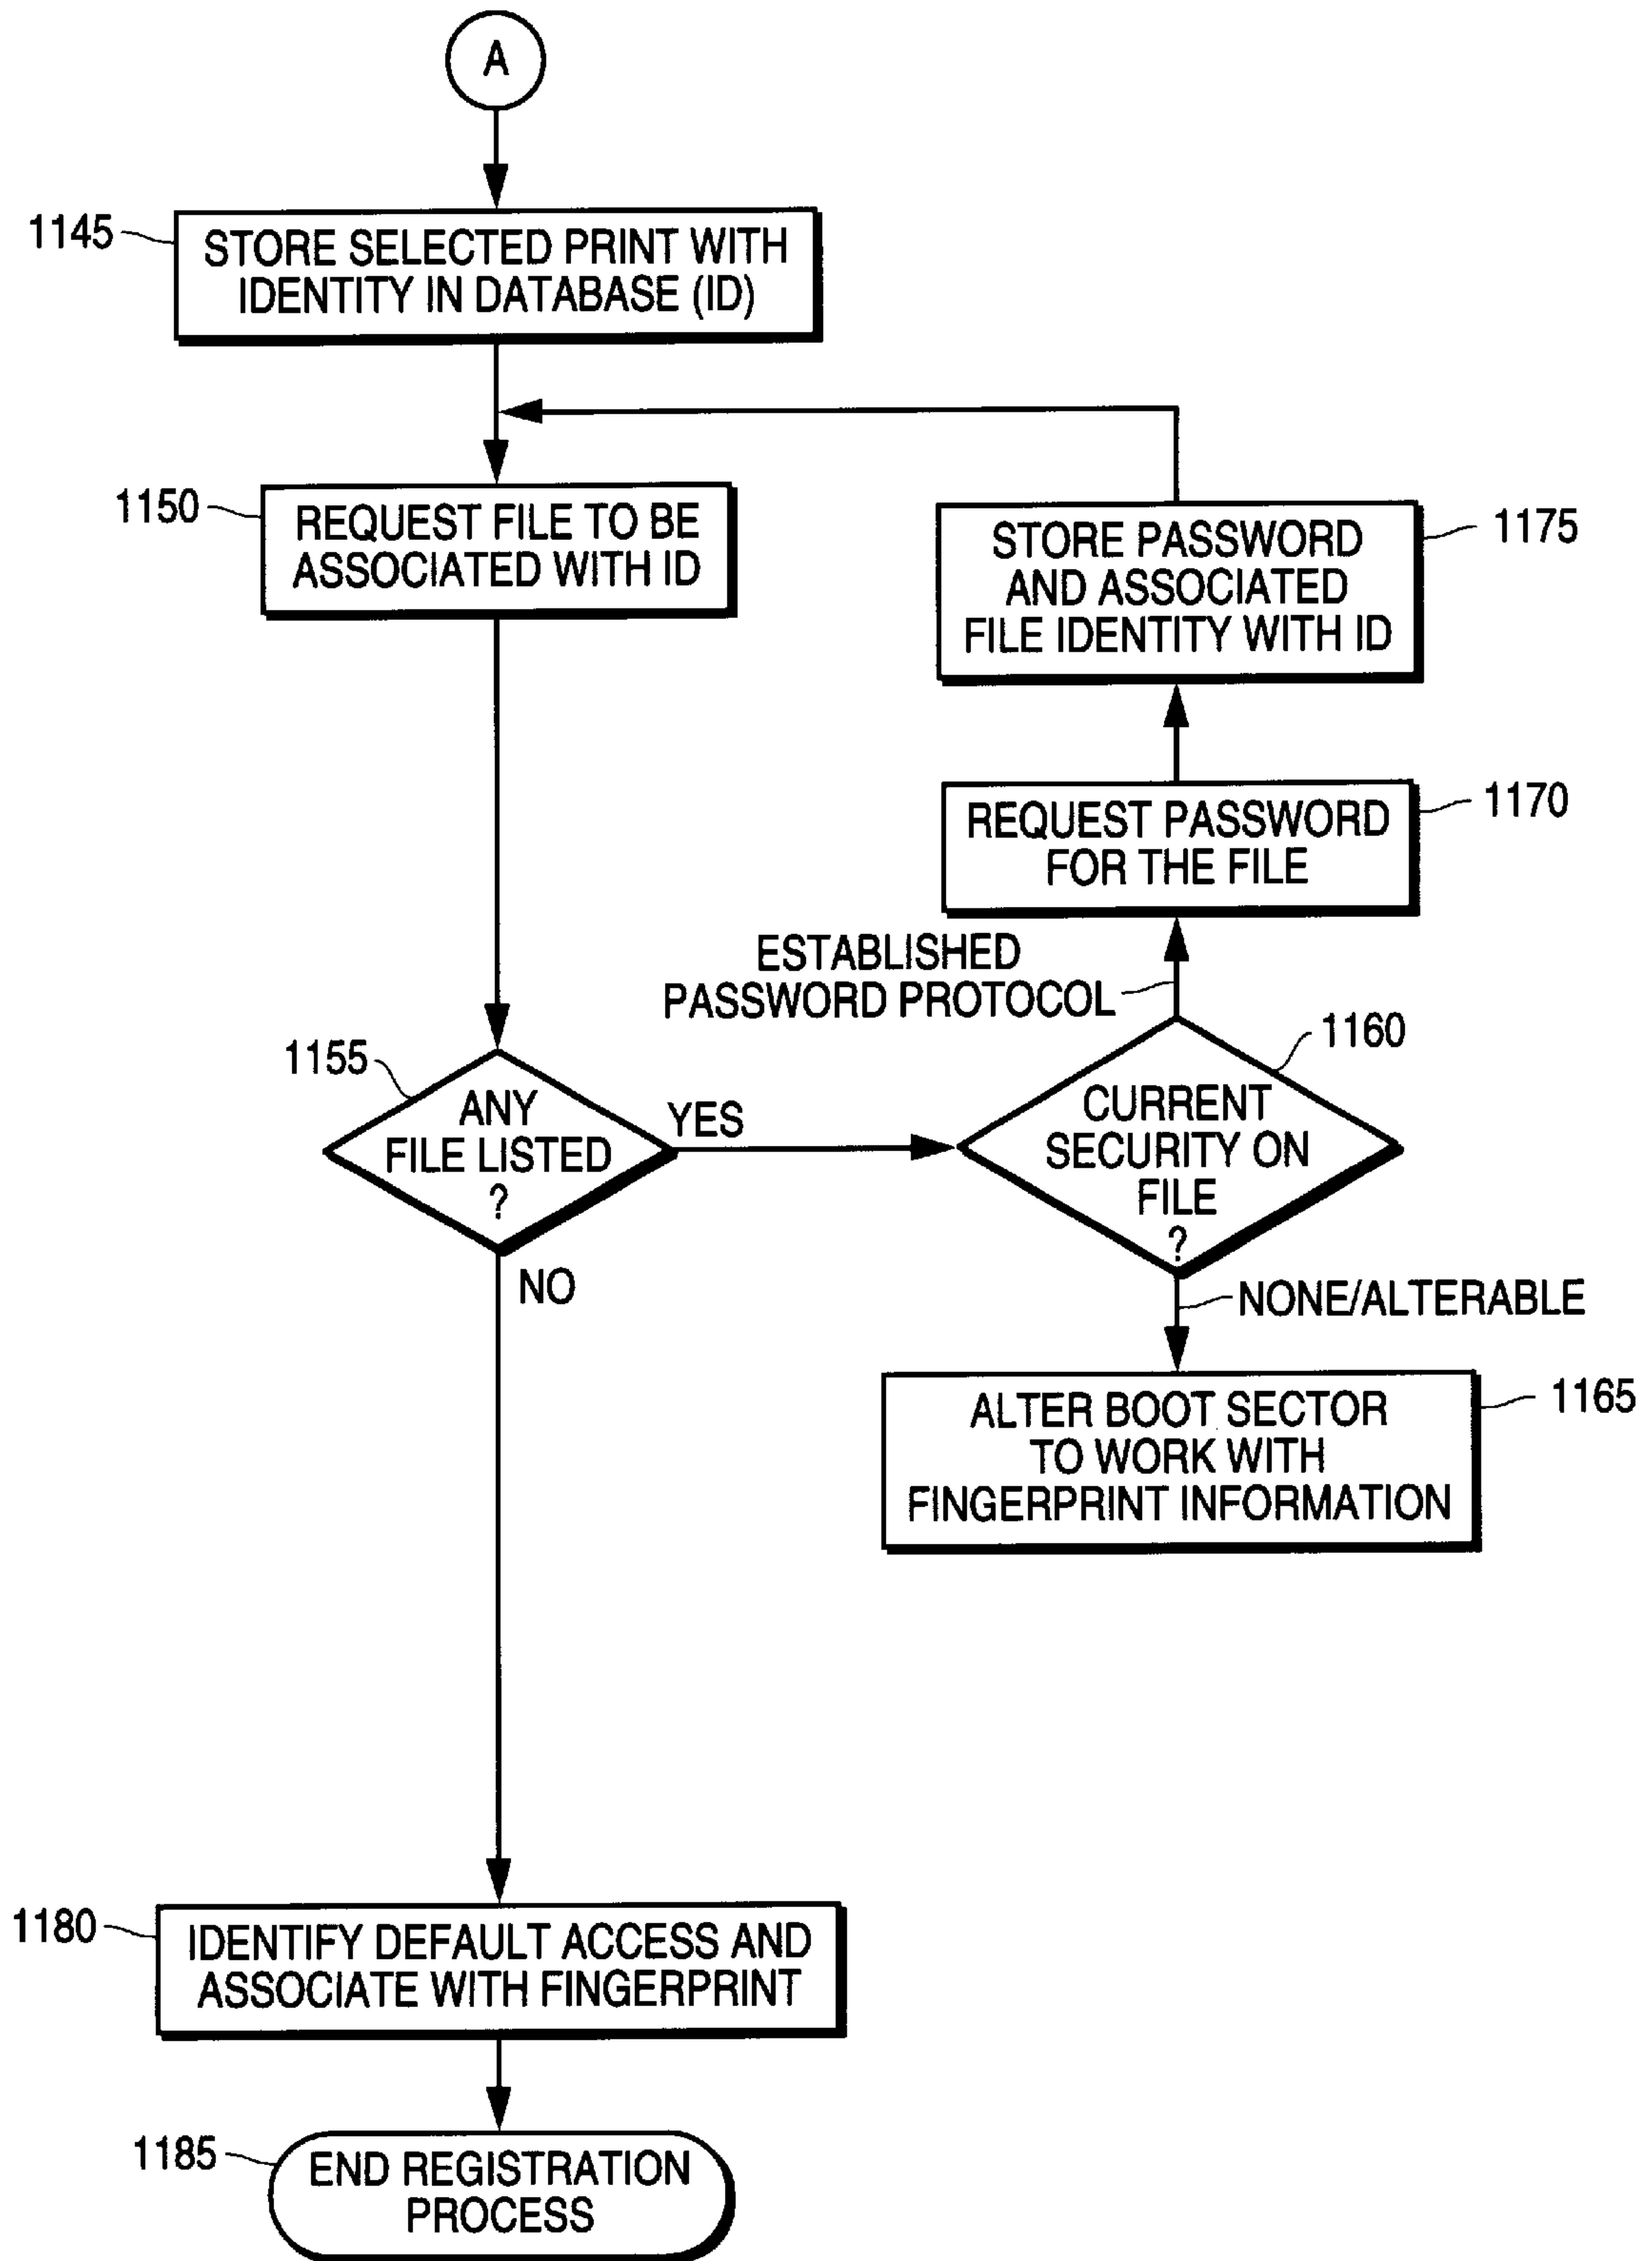 A
1145
STORE SELECTED PRINT WITH
IDENTITY IN DATABASE (ID)
1150
REQUEST FILE TO BE
ASSOCIATED WITH ID
1175
STORE PASSWORD
AND ASSOCIATED
FILE IDENTITY WITH ID
1170
REQUEST PASSWORD
FOR THE FILE
ESTABLISHED
PASSWORD PROTOCOL
1155
ANY
FILE LISTED
?
YES
NO
1160
CURRENT
SECURITY ON
FILE
?
NONE/ALTERABLE
1165
ALTER BOOT SECTOR
TO WORK WITH
FINGERPRINT INFORMATION
1180
IDENTIFY DEFAULT ACCESS AND
ASSOCIATE WITH FINGERPRINT
1185
END REGISTRATION
PROCESS